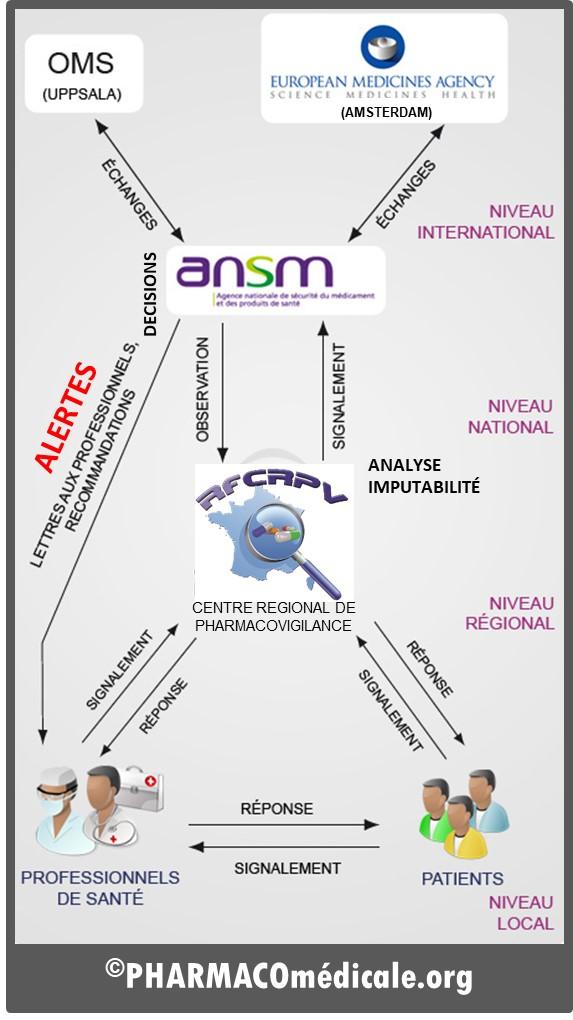 OMS
(UPPSALA)
EUROPEAN MEDICINES AGENCY
SCIENCE MEDICINES HEALTH
(AMSTERDAM)
ÉCHANGES
ÉCHANGES
NIVEAU
INTERNATIONAL
ansm
Agence nationale de sécurité du médicament
et des produits de santé
DECISIONS
ALERTES
LETTRES AUX PROFESSIONNELS,
RECOMMANDATIONS
OBSERVATION
SIGNALEMENT
NIVEAU
NATIONAL
ANALYSE
IMPUTABILITÉ
RFCRPV
CENTRE REGIONAL DE
PHARMACOVIGILANCE
NIVEAU
RÉGIONAL
SIGNALEMENT
RÉPONSE
SIGNALEMENT
RÉPONSE
RÉPONSE
SIGNALEMENT
PROFESSIONNELS
DE SANTÉ
PATIENTS
NIVEAU
LOCAL
©PHARMACOmédicale.org